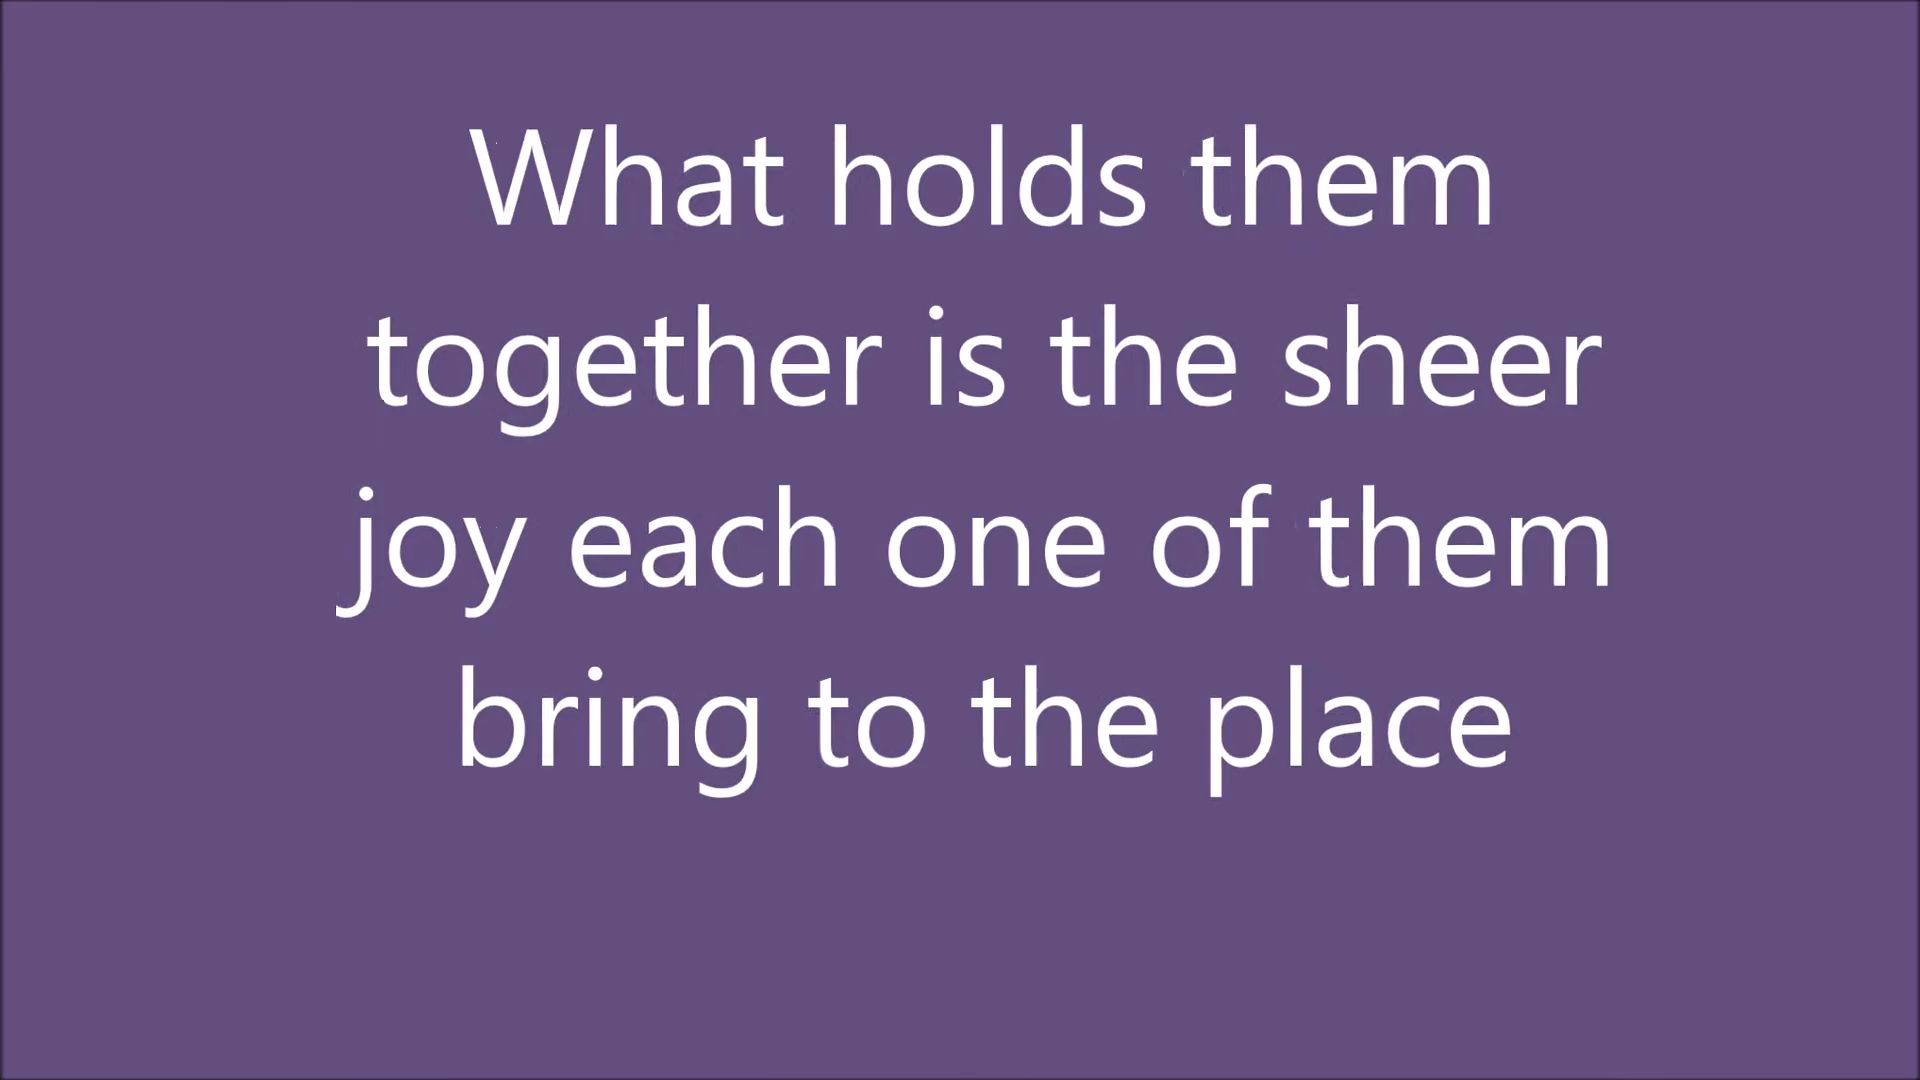 What holds them
together is the sheer
joy each one of them
bring to the place